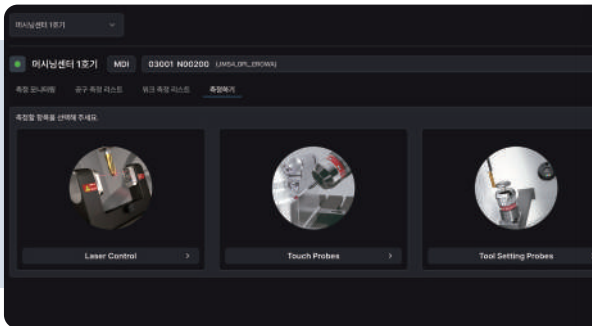 머시닝센터 1호기
머시닝센터 1호기 MDI 03001 N00200
측정 모니터링 공구 측정 리스트 워크 측정 리스트 측정하기
측정할 항목을 선택해 주세요.
Laser Control > Touch Probes > Tool Setting Probes